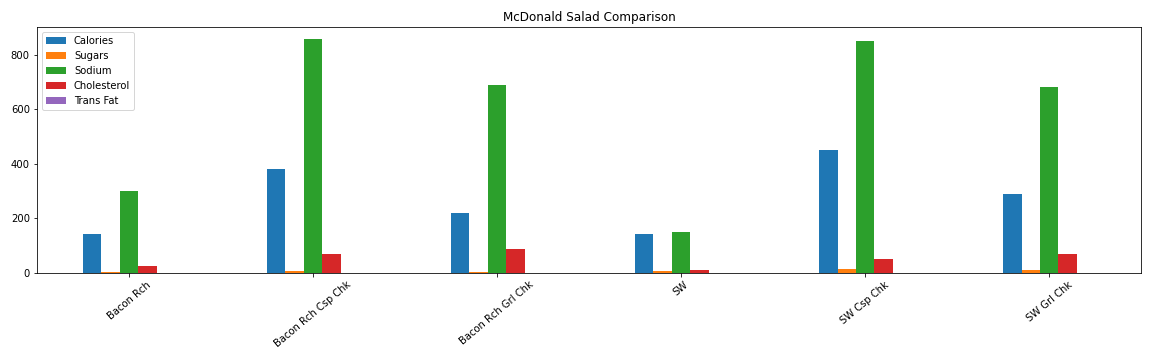 McDonald Salad Comparison
Calories
Sugars
Sodium
Cholesterol
Trans Fat
800
600
400
200
0
Bacon Rch
Bacon Rch Csp Chk
Bacon Rch Grl Chk
SW
SW Csp Chk
SW Grl Chk